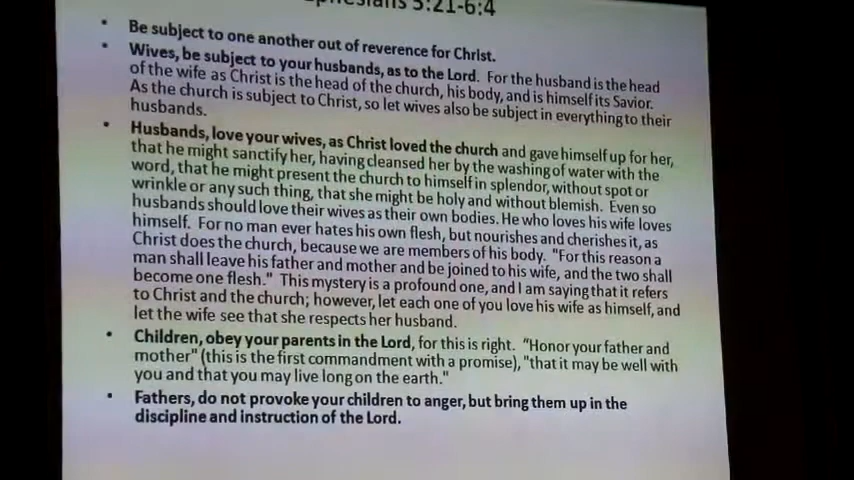 Ephesians 5:21-6:4
• Be subject to one another out of reverence for Christ.
• Wives, be subject to your husbands, as to the Lord. For the husband is the head
of the wife as Christ is the head of the church, his body, and is himself its Savior.
As the church is subject to Christ, so let wives also be subject in everything to their
husbands.
• Husbands, love your wives, as Christ loved the church and gave himself up for her,
that he might sanctify her, having cleansed her by the washing of water with the
word, that he might present the church to himself in splendor, without spot or
wrinkle or any such thing, that she might be holy and without blemish. Even so
husbands should love their wives as their own bodies. He who loves his wife loves
himself. For no man ever hates his own flesh, but nourishes and cherishes it, as
Christ does the church, because we are members of his body. "For this reason a
man shall leave his father and mother and be joined to his wife, and the two shall
become one flesh." This mystery is a profound one, and I am saying that it refers
to Christ and the church; however, let each one of you love his wife as himself, and
let the wife see that she respects her husband.
• Children, obey your parents in the Lord, for this is right. “Honor your father and
mother" (this is the first commandment with a promise), "that it may be well with
you and that you may live long on the earth."
• Fathers, do not provoke your children to anger, but bring them up in the
discipline and instruction of the Lord.